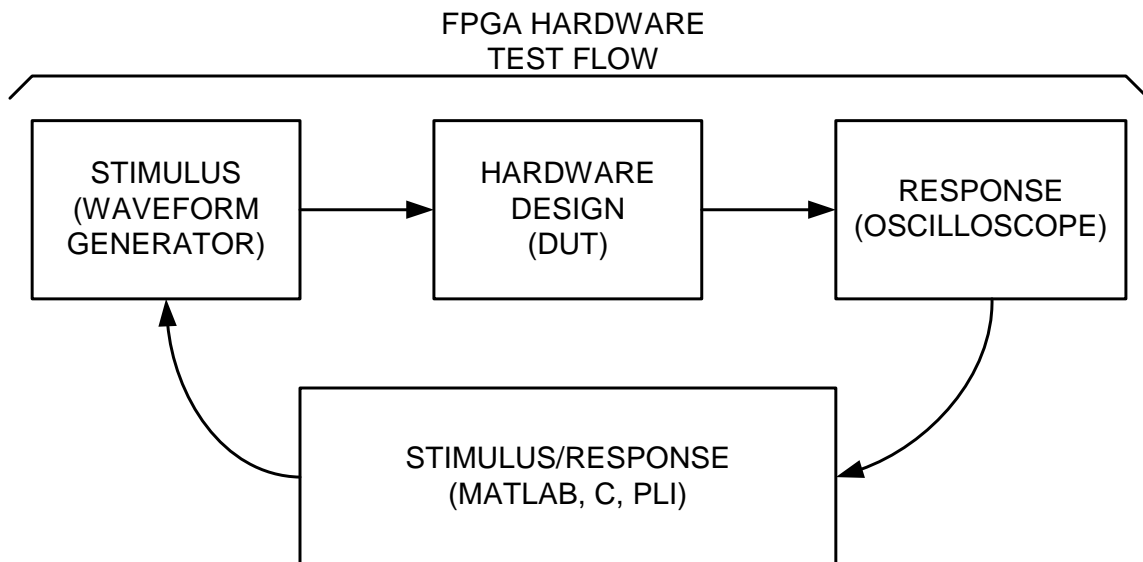 FPGA HARDWARE
TEST FLOW
STIMULUS
(WAVEFORM
GENERATOR)
HARDWARE
DESIGN
(DUT)
RESPONSE
(OSCILLOSCOPE)
STIMULUS/RESPONSE
(MATLAB, C, PLI)